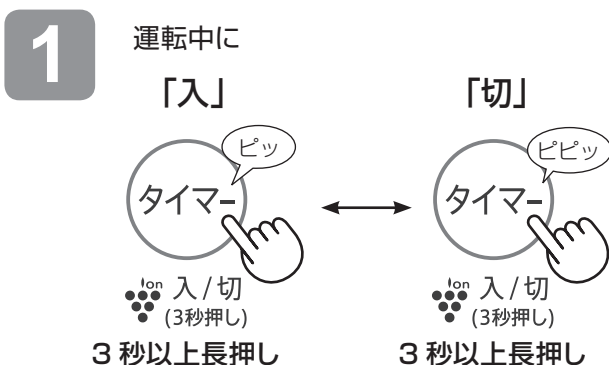 1
運転中に
「入」 「切」
ピッ ピピッ
タイマー タイマー
ion 入/切 ion 入/切
(3秒押し) (3秒押し)
3 秒以上長押し 3 秒以上長押し